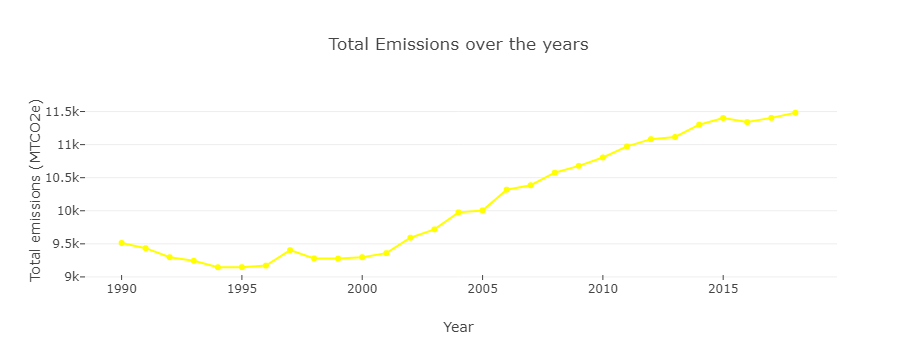 Total Emissions over the years
Total emissions (MTCO2e)
11.5k
11k
10.5k
10k
9.5k
9k
1990
1995
2000
2005
2010
2015
Year